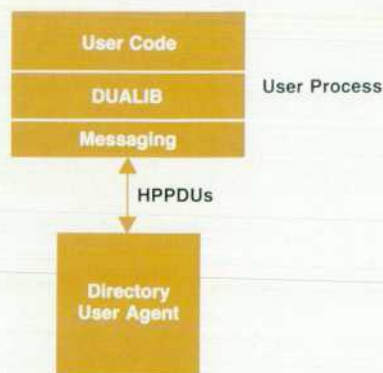 User Code
DUALIB
User Process
Messaging
HPPDUs
Directory
User Agent